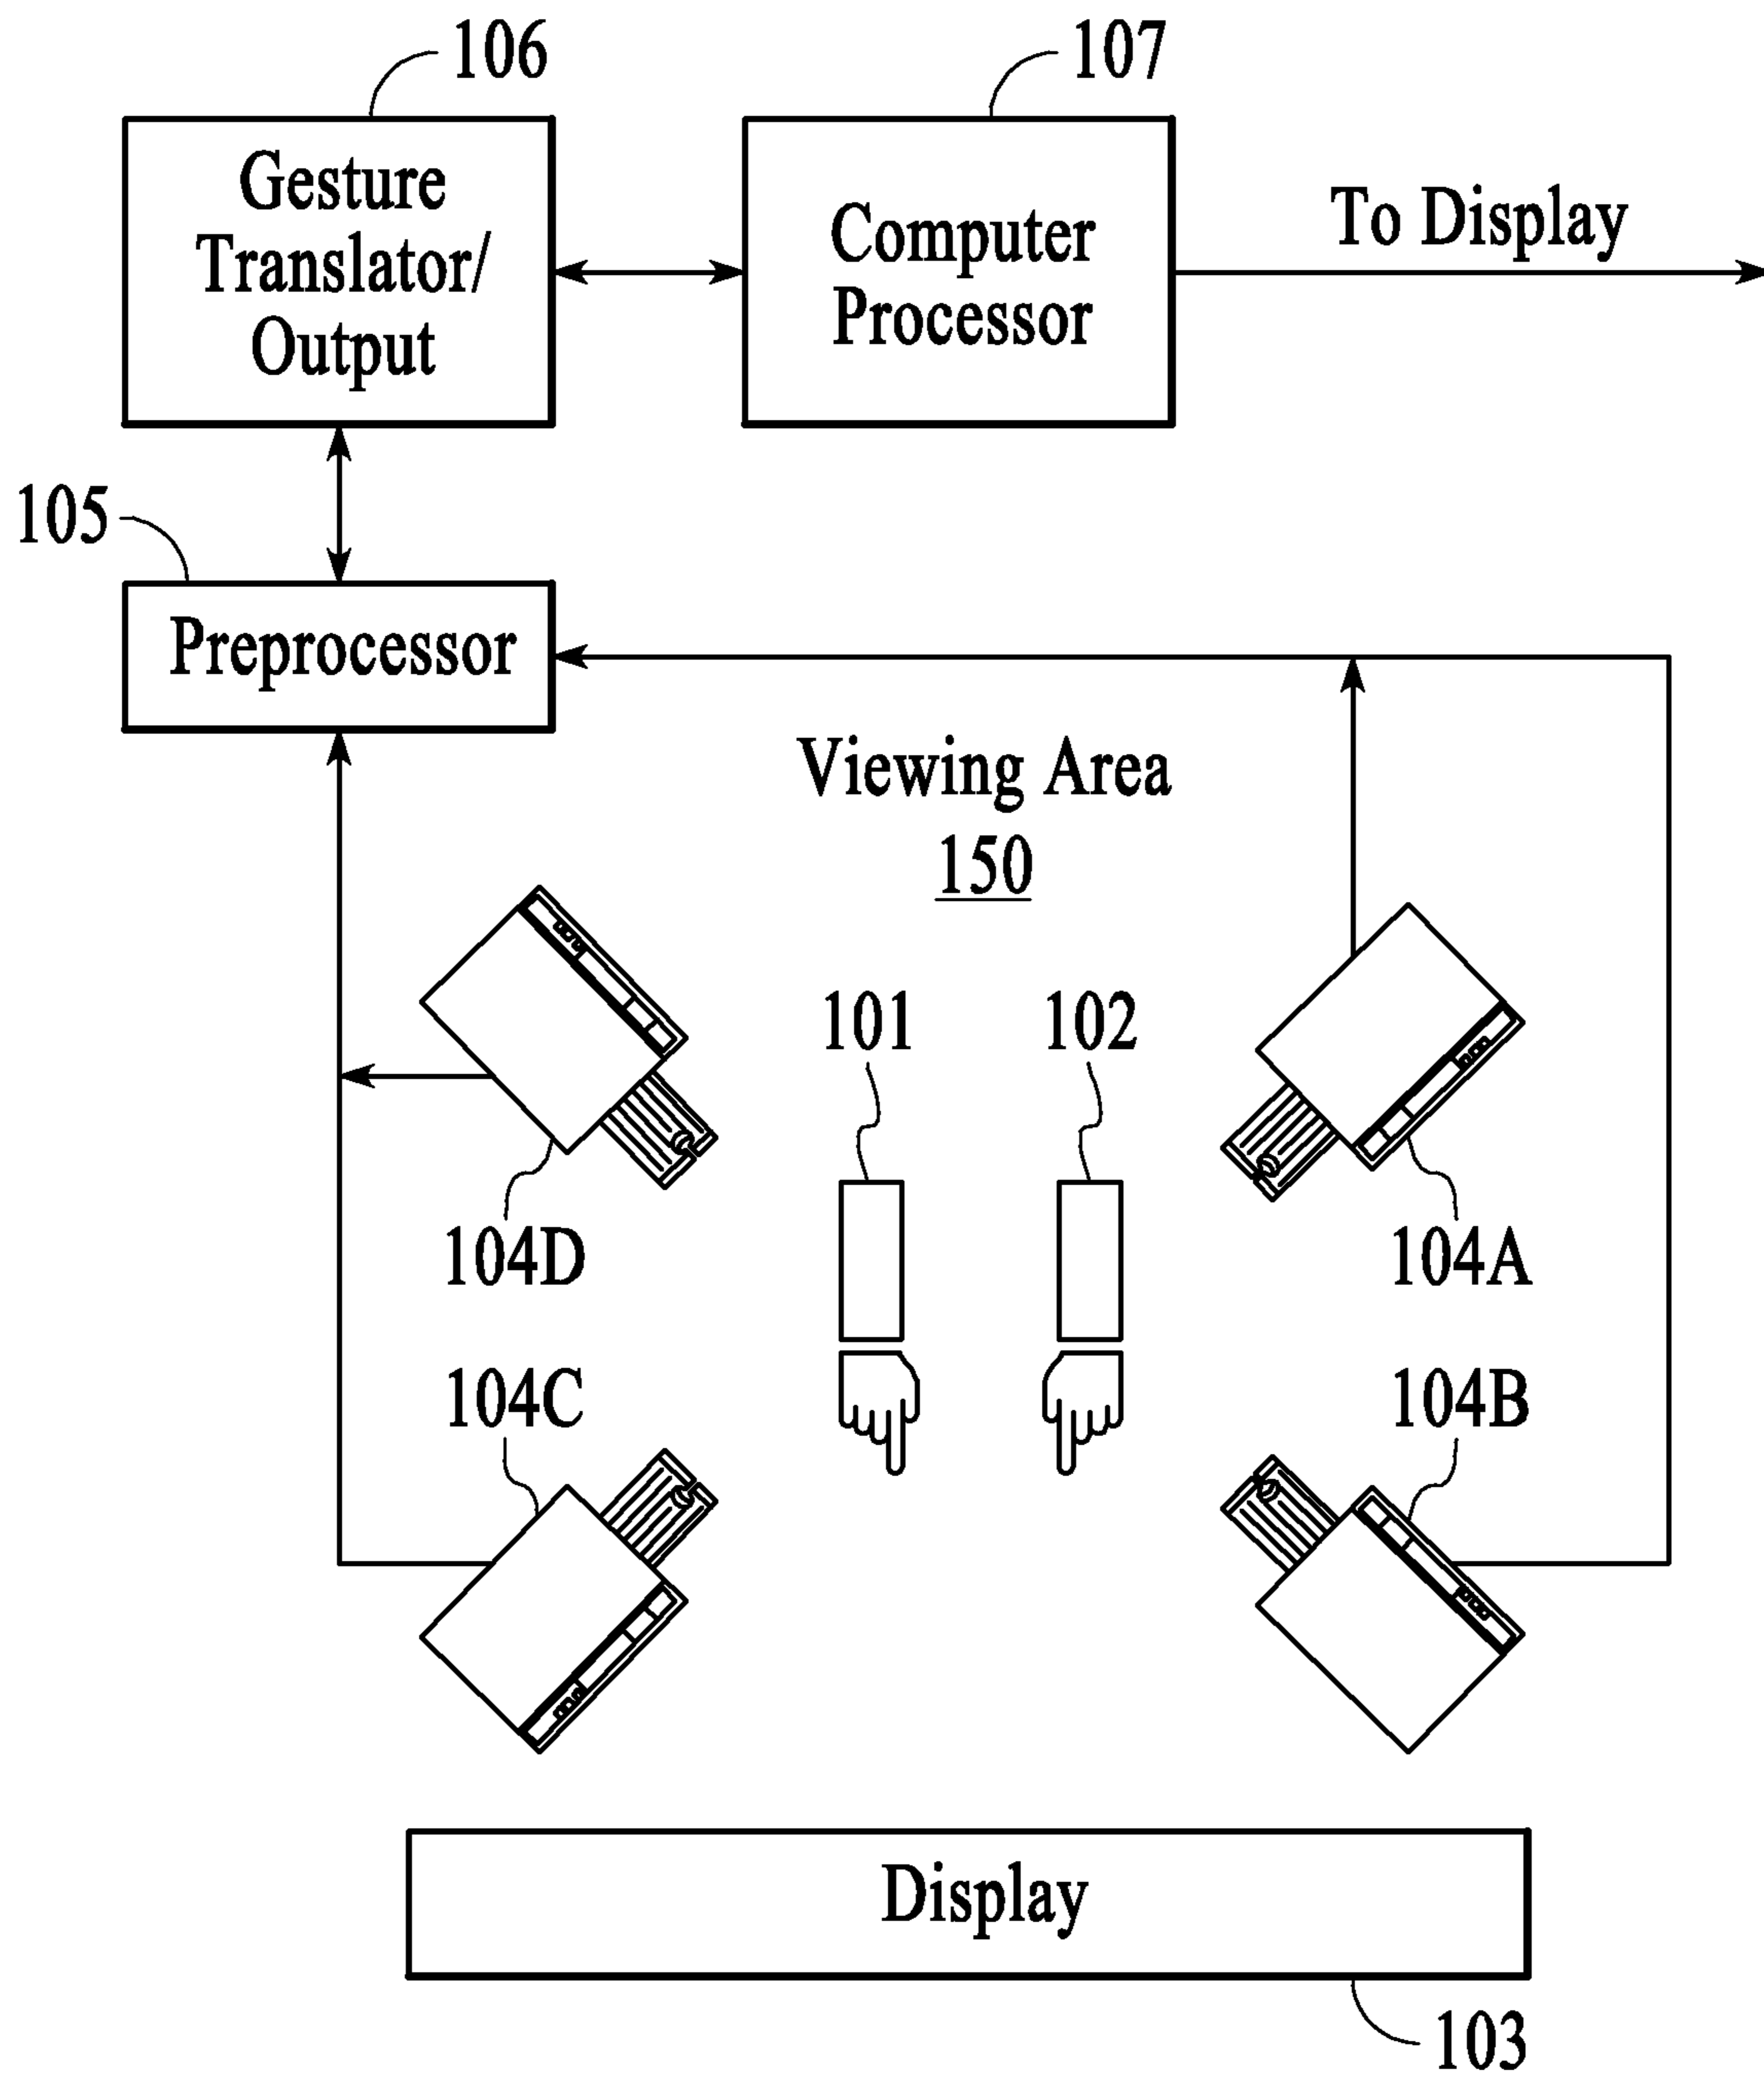 106
107
Gesture
Translator/
Output
Computer
Processor
To Display
105
Preprocessor
Viewing Area
150
101
102
104D
104A
104C
104B
Display
103